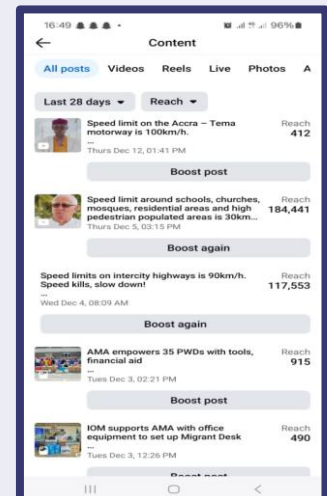 16:49
96%
Content
All posts Videos Reels Live Photos A
Last 28 days Reach
Speed limit on the Accra – Tema
motorway is 100km/h.
...
Thurs Dec 12, 01:41 PM
Reach
412
Boost post
Speed limit around schools, churches,
mosques, residential areas and high
pedestrian populated areas is 30km...
Thurs Dec 5, 03:15 PM
Reach
184,441
Boost again
Speed limits on intercity highways is 90km/h.
Speed kills, slow down!
...
Wed Dec 4, 08:09 AM
Reach
117,553
Boost again
AMA empowers 35 PWDs with tools,
financial aid
...
Tues Dec 3, 02:21 PM
Reach
915
Boost post
IOM supports AMA with office
equipment to set up Migrant Desk
...
Tues Dec 3, 12:26 PM
Reach
490
Boost post